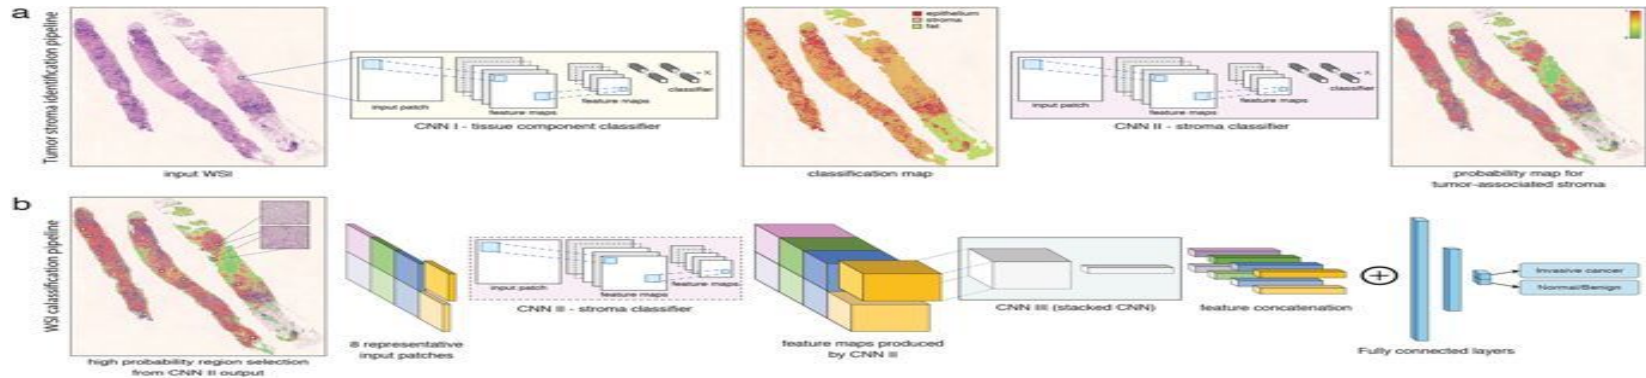 a
Tumor stroma identification pipeline
input WSI
input patch
feature maps
feature maps
classifier
CNN I - tissue component classifier
epithelium
stroma
fat
classification map
input patch
feature maps
feature maps
classifier
CNN II - stroma classifier
probability map for
tumor-associated stroma
b
WSI calassification pipeline
high probability region selection
from CNN II output
8 representative
input patches
input patch
feature maps
feature maps
CNN II - stroma classifier
feature maps produced
by CNN II
CNN III (stacked CNN)
feature concatenation
Fully connected layers
Invasive cancer
Normal/Benign